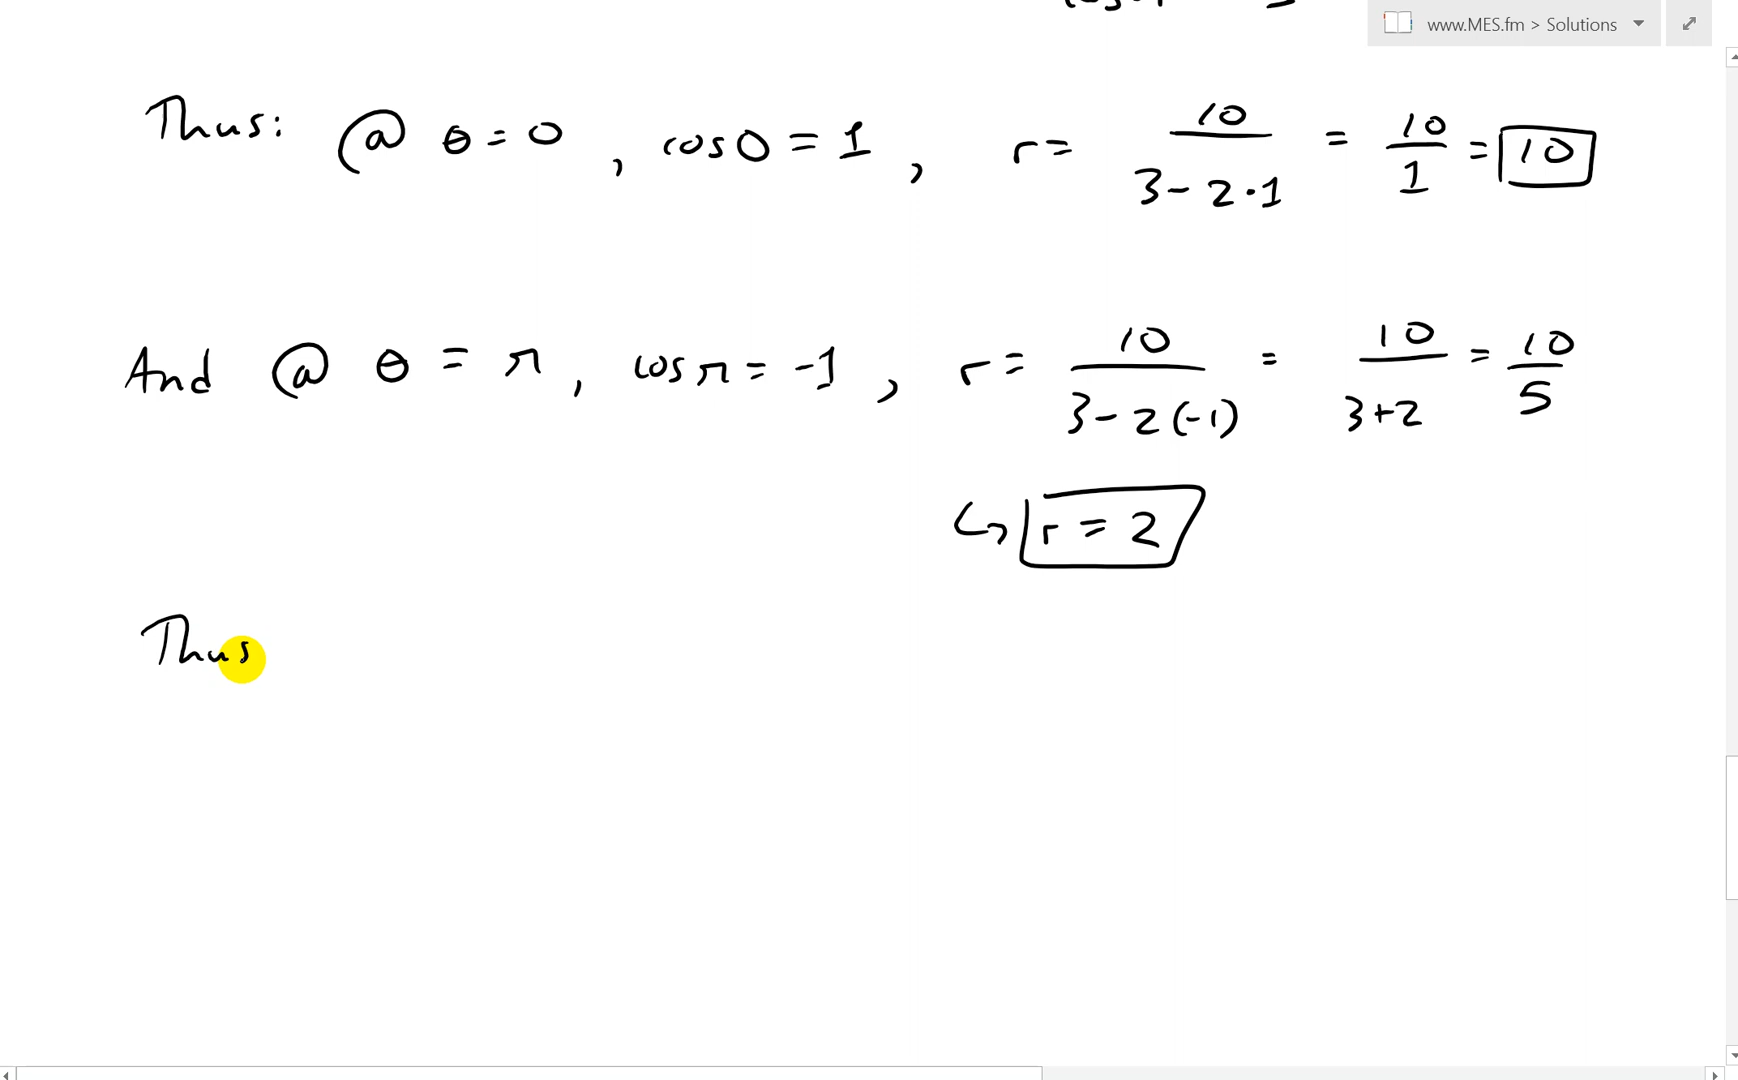 www.MES.fm > Solutions
Thus: @ θ = 0 , cos 0 = 1 , r = 10 / (3 - 2 · 1) = 10/1 = 10
And @ θ = π , cos π = -1 , r = 10 / (3 - 2 (-1)) = 10 / (3+2) = 10/5
↪ r = 2
Thus